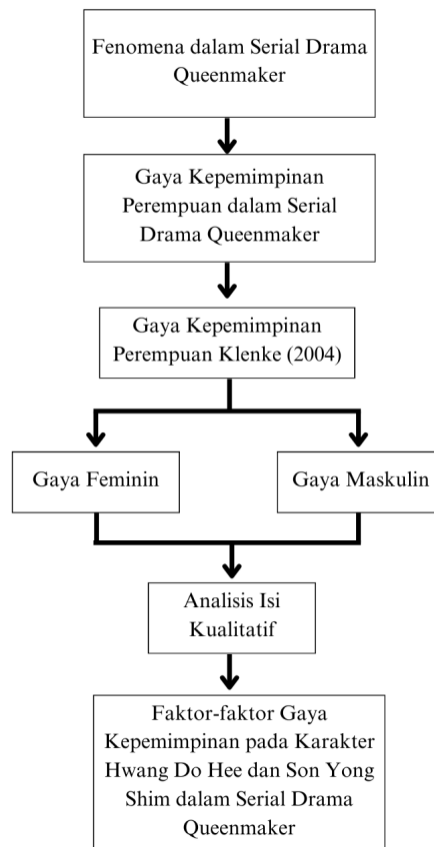 Fenomena dalam Serial Drama
Queenmaker
Gaya Kepemimpinan
Perempuan dalam Serial
Drama Queenmaker
Gaya Kepemimpinan
Perempuan Klenke (2004)
Gaya Feminin
Gaya Maskulin
Analisis Isi
Kualitatif
Faktor-faktor Gaya
Kepemimpinan pada Karakter
Hwang Do Hee dan Son Yong
Shim dalam Serial Drama
Queenmaker